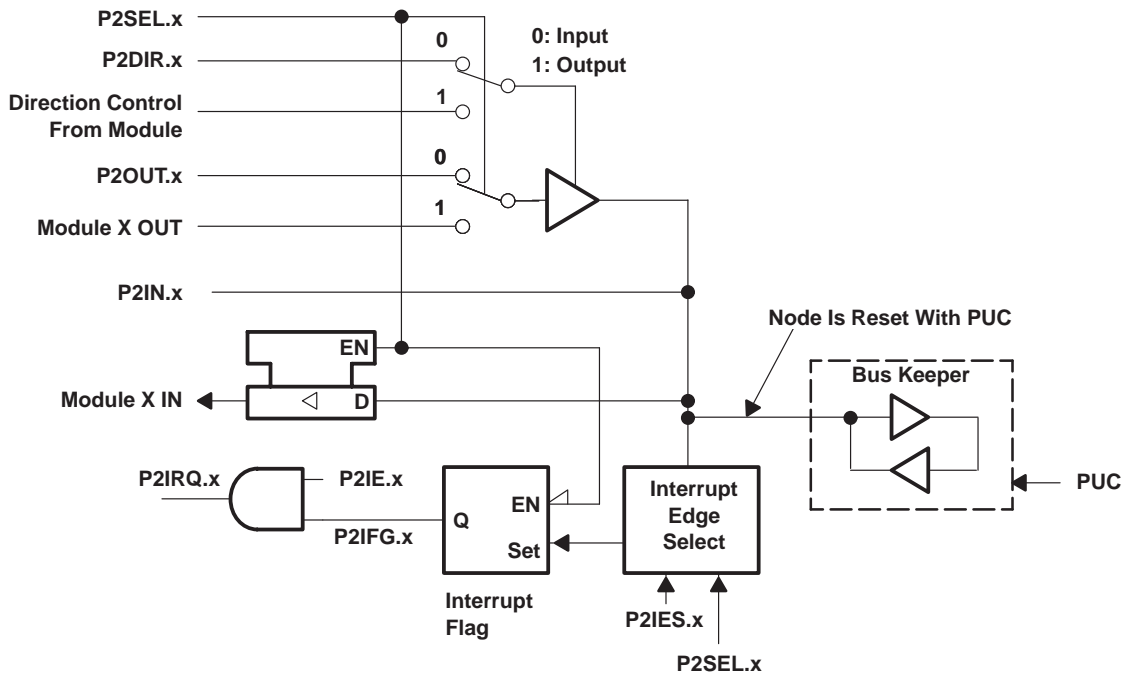 P2SEL.x
0
0: Input
1: Output
P2DIR.x
Direction Control
From Module
1
0
P2OUT.x
1
Module X OUT
P2IN.x
Node Is Reset With PUC
EN
Bus Keeper
Module X IN
D
P2IRQ.x
P2IE.x
P2IFG.x
EN
Q
Set
Interrupt
Edge
Select
PUC
Interrupt
Flag
P2IES.x
P2SEL.x